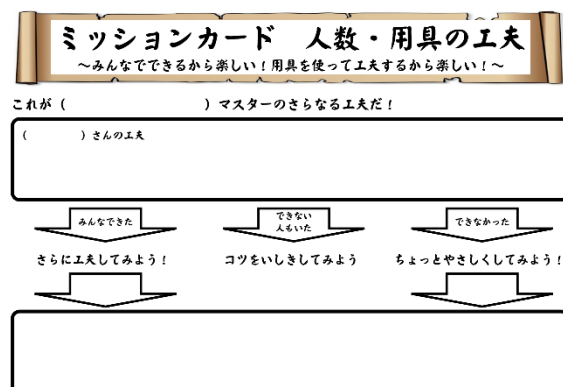 ミッションカード　人数・用具の工夫
～みんなでできるから楽しい！用具を使って工夫するから楽しい！～
これが（　　　　　　　　　　）マスターのさらなる工夫だ！
（　　　　　）さんの工夫
みんなできた
できない
人もいた
できなかった
さらに工夫してみよう！
コツをいしきしてみよう
ちょっとやさしくしてみよう！